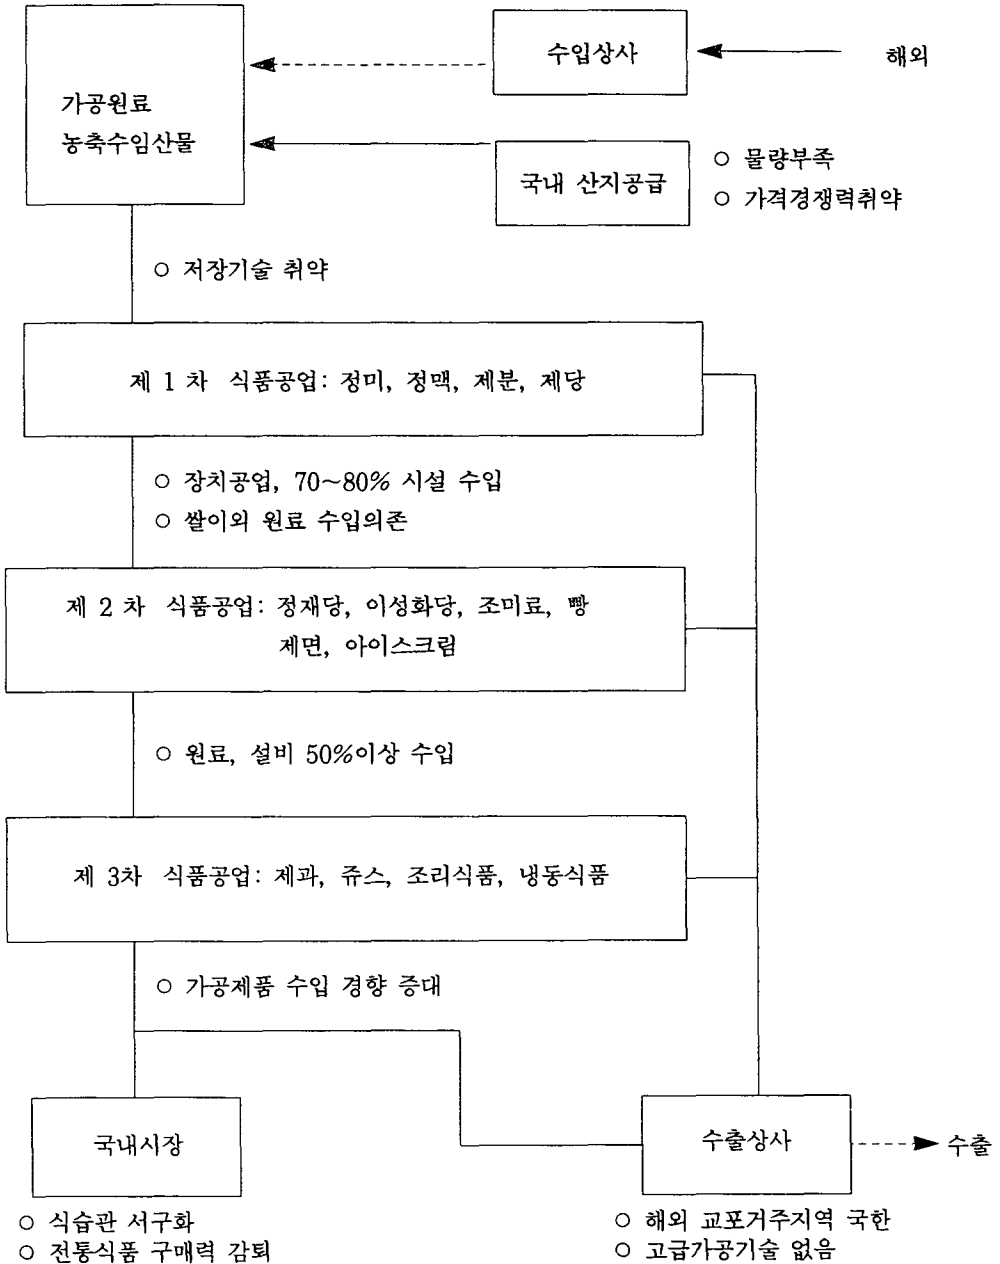 수입상사
해외
가공원료
농축수임산물
국내 산지공급
○ 물량부족
○ 가격경쟁력취약
○ 저장기술 취약
제 1 차 식품공업: 정미, 정맥, 제분, 제당
○ 장치공업, 70~80% 시설 수입
○ 쌀이외 원료 수입의존
제 2 차 식품공업: 정재당, 이성화당, 조미료, 빵
제면, 아이스크림
○ 원료, 설비 50%이상 수입
제 3차 식품공업: 제과, 쥬스, 조리식품, 냉동식품
○ 가공제품 수입 경향 증대
국내시장
수출상사
수출
○ 식습관 서구화
○ 전통식품 구매력 감퇴
○ 해외 교포거주지역 국한
○ 고급가공기술 없음